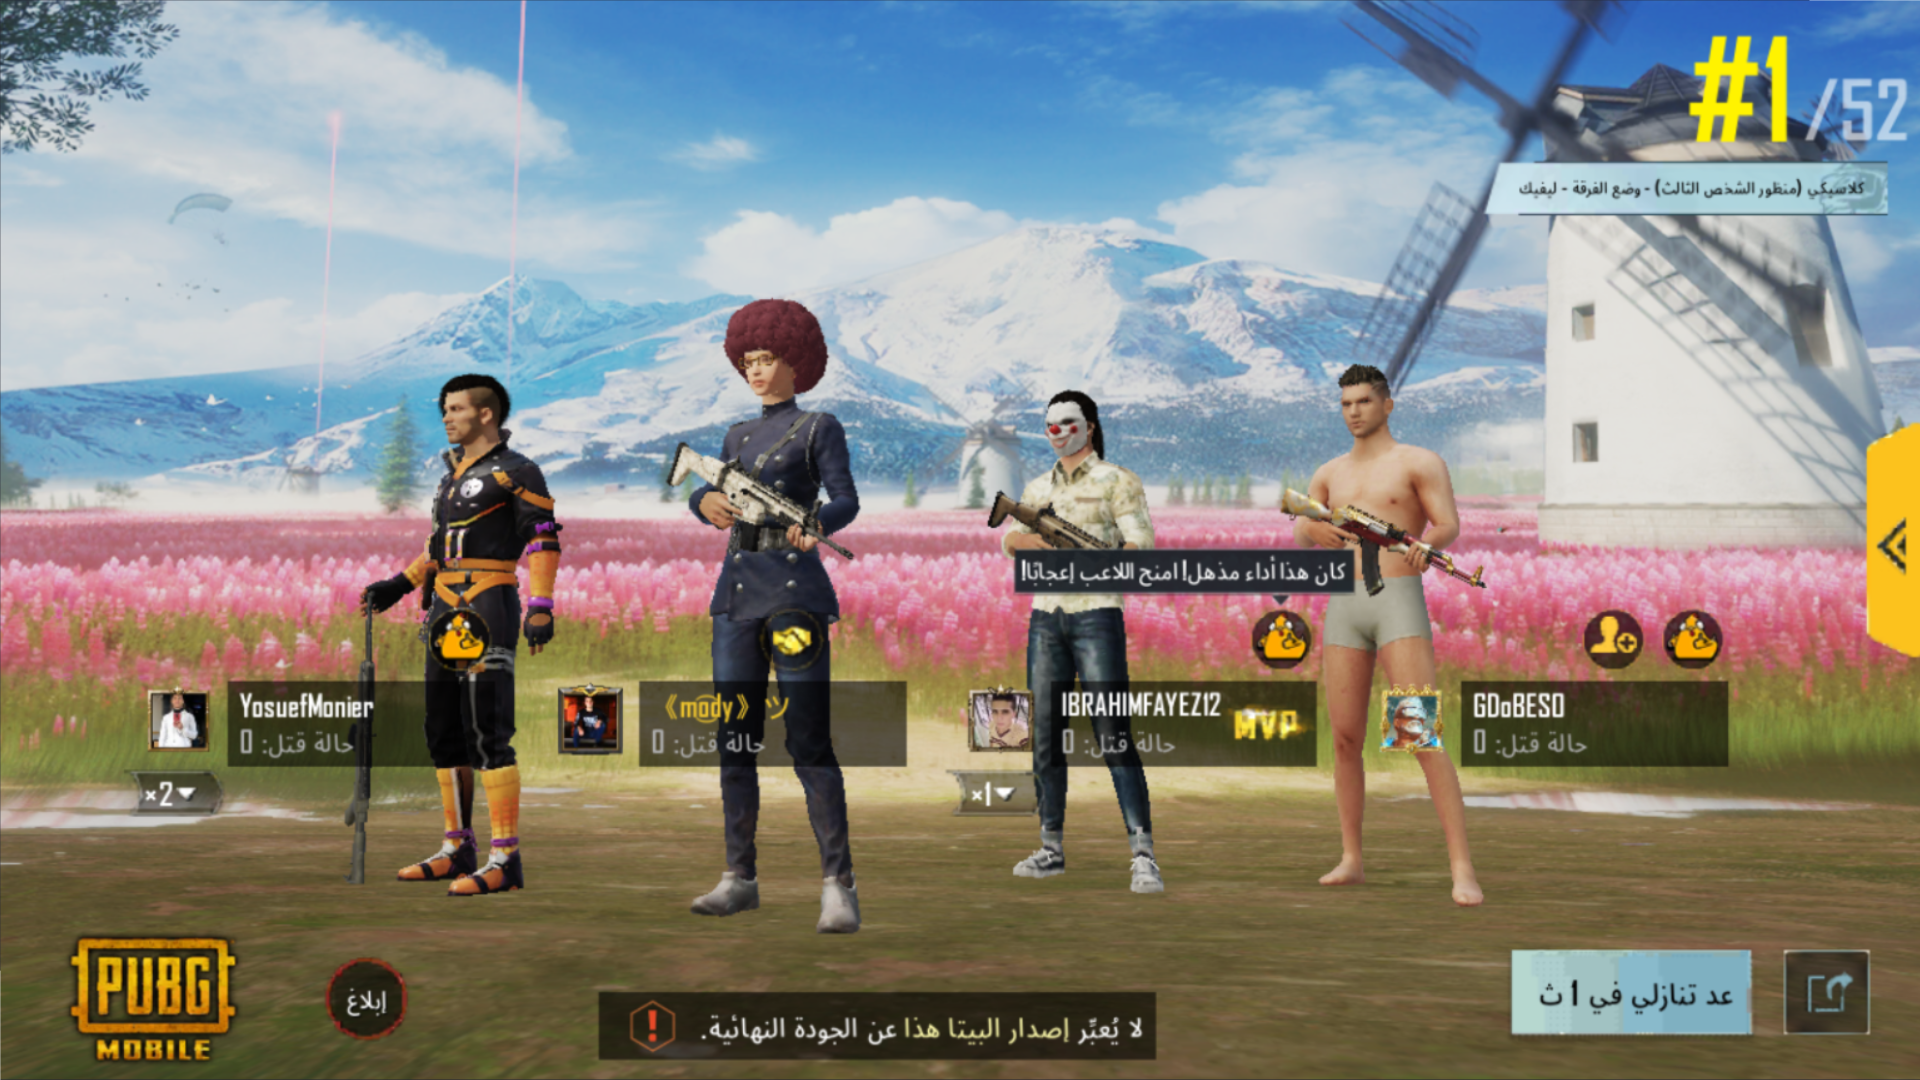 #1/52
كلاسيكي (منظور الشخص الثالث) - وضع الفرقة - ليفيك
كان هذا أداء مذهل! امنح اللاعب إعجابًا!
YosuefMonier
حالة قتل: 0
×2
《mody》ツ
حالة قتل: 0
IBRAHIMFAYEZ12
حالة قتل: 0
MVP
×1
GDoBESO
حالة قتل: 0
PUBG
MOBILE
إبلاغ
لا يُعبِّر إصدار البيتا هذا عن الجودة النهائية.
عد تنازلي في 1 ث